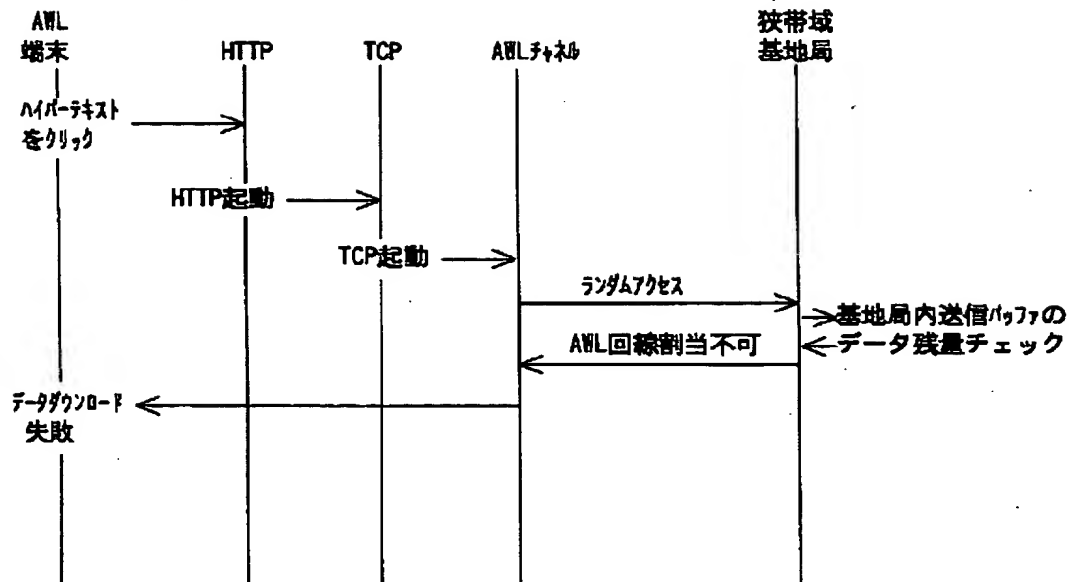 AWL
端末
HTTP
TCP
AWLチャネル
狭帯域
基地局
ハイパーテキスト
をクリック
HTTP起動
TCP起動
ランダムアクセス
基地局内送信バッファの
データ残量チェック
AWL回線割当不可
データダウンロード
失敗